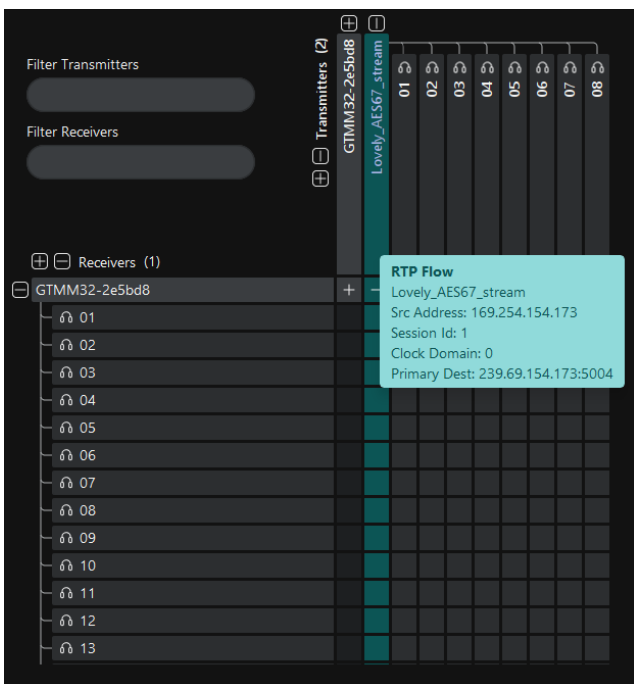 Filter Transmitters
Filter Receivers
Transmitters (2)
GTMM32-2e5bd8
Lovely_AES67_stream
01
02
03
04
05
06
07
08
Receivers (1)
GTMM32-2e5bd8
RTP Flow
Lovely_AES67_stream
Src Address: 169.254.154.173
Session Id: 1
Clock Domain: 0
Primary Dest: 239.69.154.173:5004
01
02
03
04
05
06
07
08
09
10
11
12
13